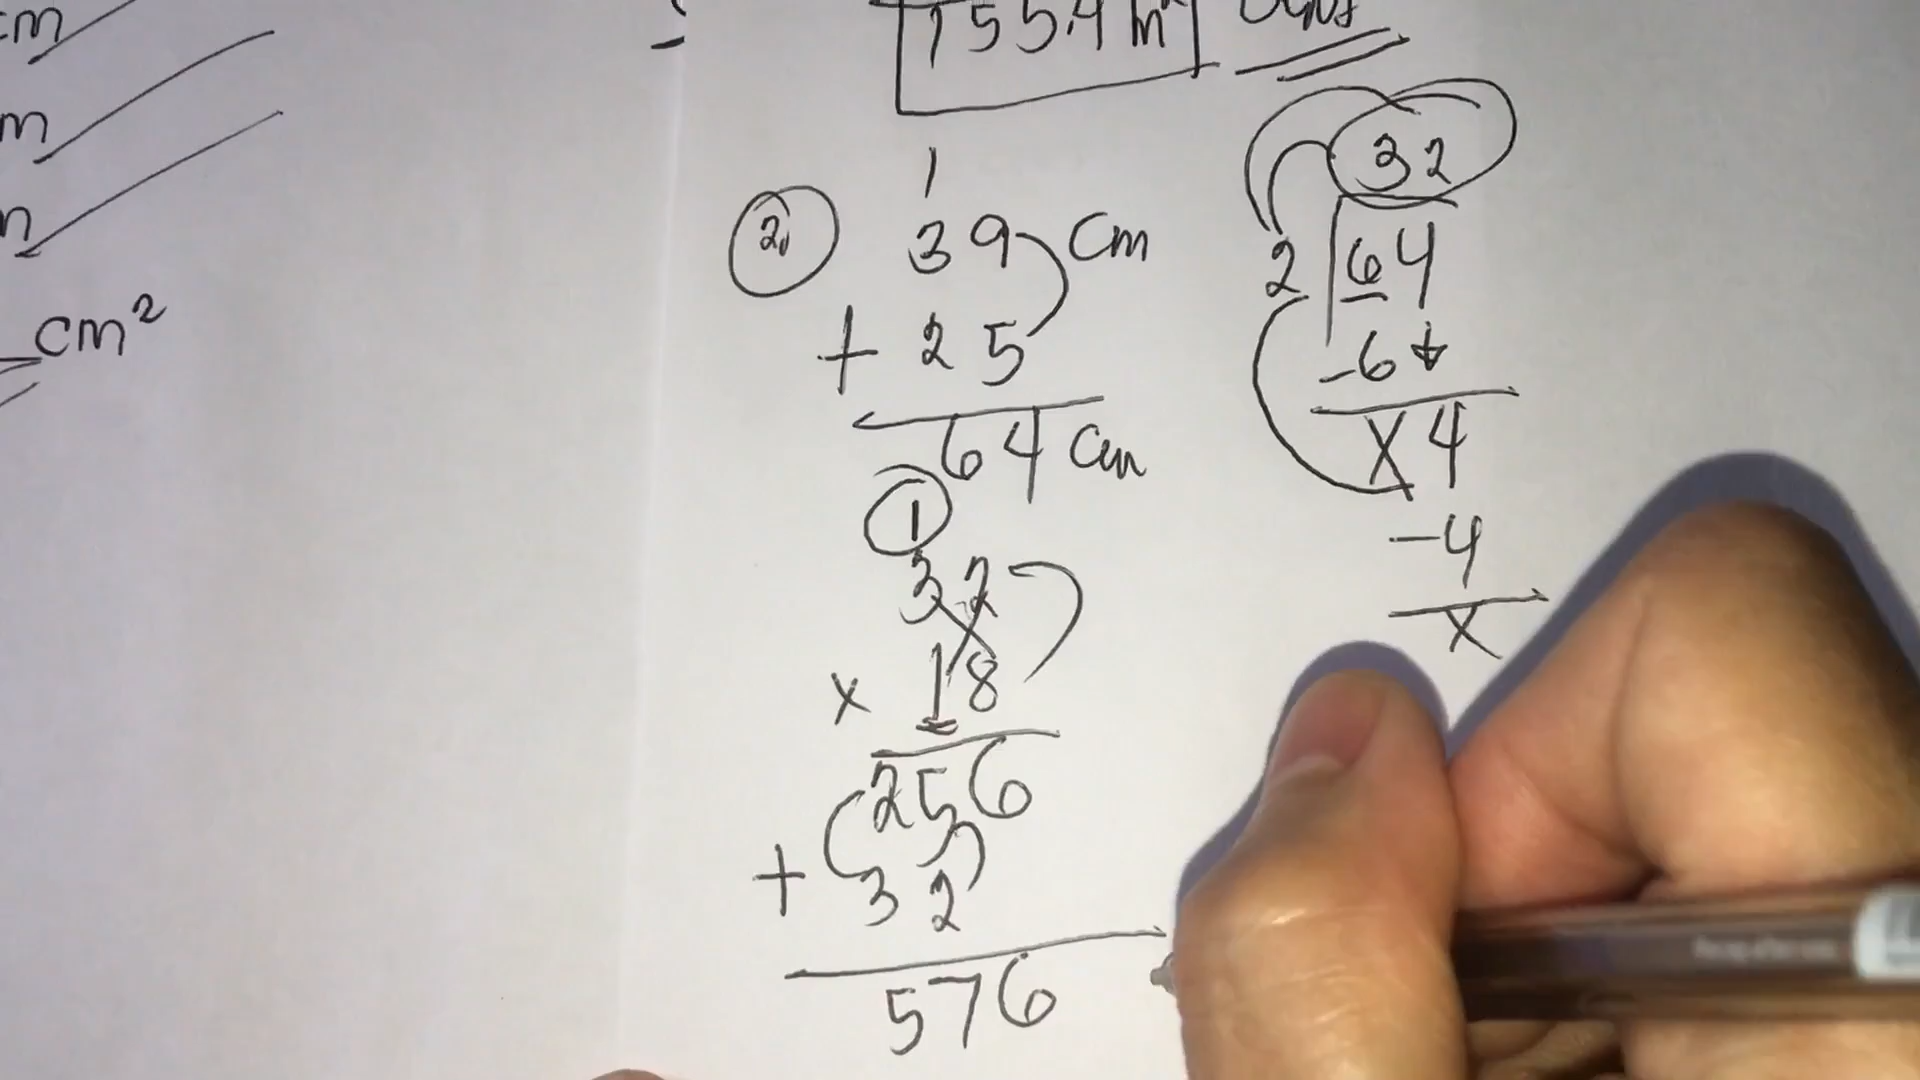 cm
155.4 m²
m
n
cm²
2.
1
39 cm
+ 25
64 cm
1
32
x 18
256
+ 32
576
32
2 64
-6
x4
-4
x